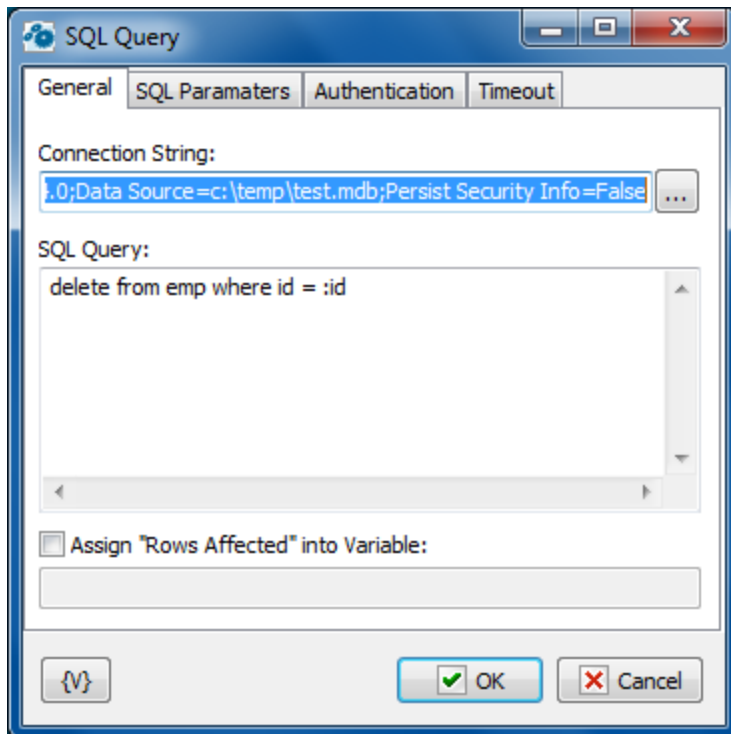 SQL Query
General SQL Paramaters Authentication Timeout
Connection String:
.0;Data Source=c:\temp\test.mdb;Persist Security Info=False ...
SQL Query:
delete from emp where id = :id
Assign "Rows Affected" into Variable:
{V} OK Cancel